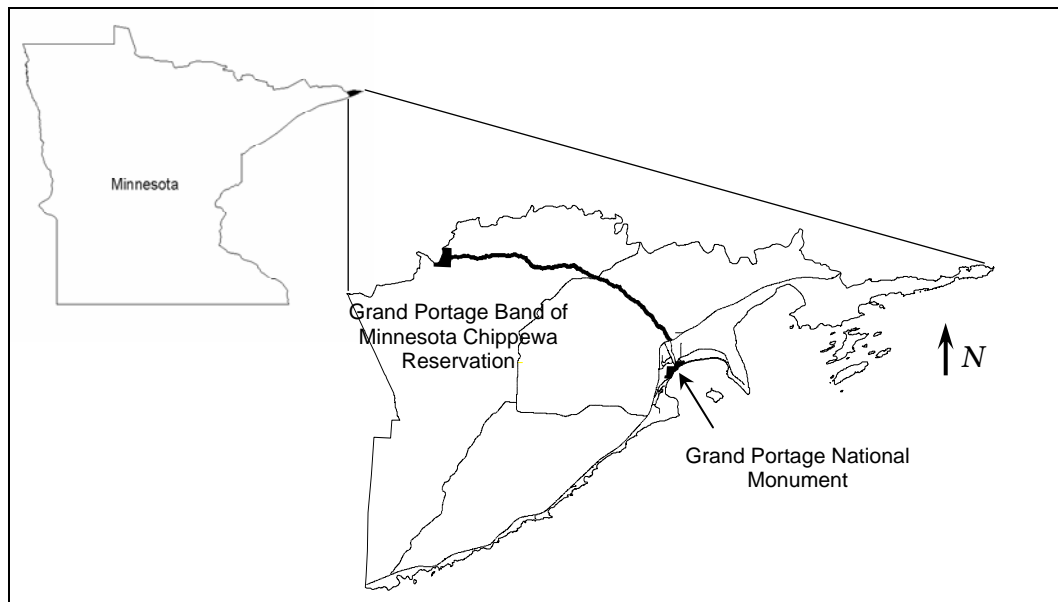 Minnesota
Grand Portage Band of
Minnesota Chippewa
Reservation
N
Grand Portage National
Monument